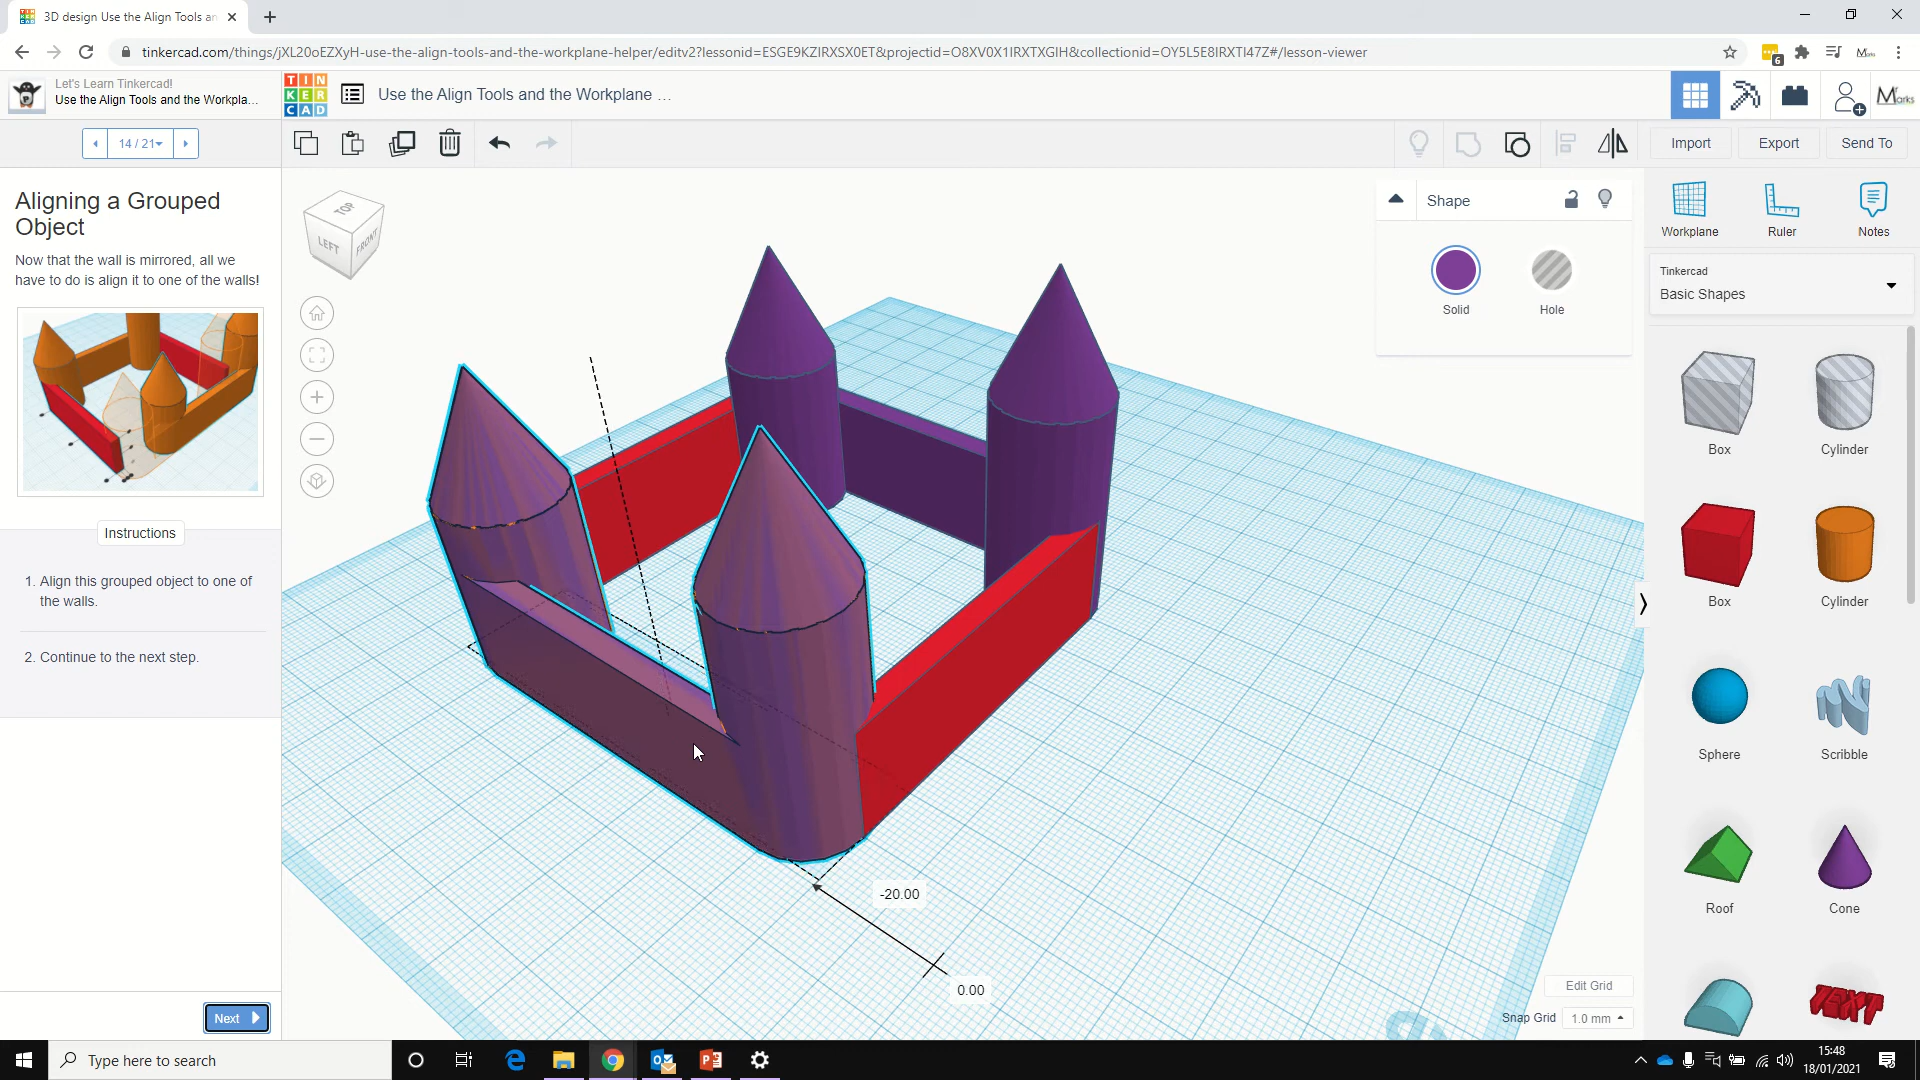 3D design Use the Align Tools an
tinkercad.com/things/jXL20oEZXyH-use-the-align-tools-and-the-workplane-helper/editv2?lessonid=ESGE9KZIRXSX0ET&projectid=O8XV0X1IRXTXGIH&collectionid=OY5L5E8IRXTI47Z#/lesson-viewer
6
Let's Learn Tinkercad!
Use the Align Tools and the Workpla...
TIN
KER
CAD
Use the Align Tools and the Workplane ...
Marks
14 / 21
Import
Export
Send To
Aligning a Grouped
Object
Now that the wall is mirrored, all we
have to do is align it to one of the walls!
Instructions
1. Align this grouped object to one of
the walls.
2. Continue to the next step.
Next
TOP
LEFT
FRONT
-20.00
0.00
Shape
Solid
Hole
Workplane
Ruler
Notes
Tinkercad
Basic Shapes
Box
Cylinder
Box
Cylinder
Sphere
Scribble
Roof
Cone
TEXT
Edit Grid
Snap Grid
1.0 mm
Type here to search
15:48
18/01/2021